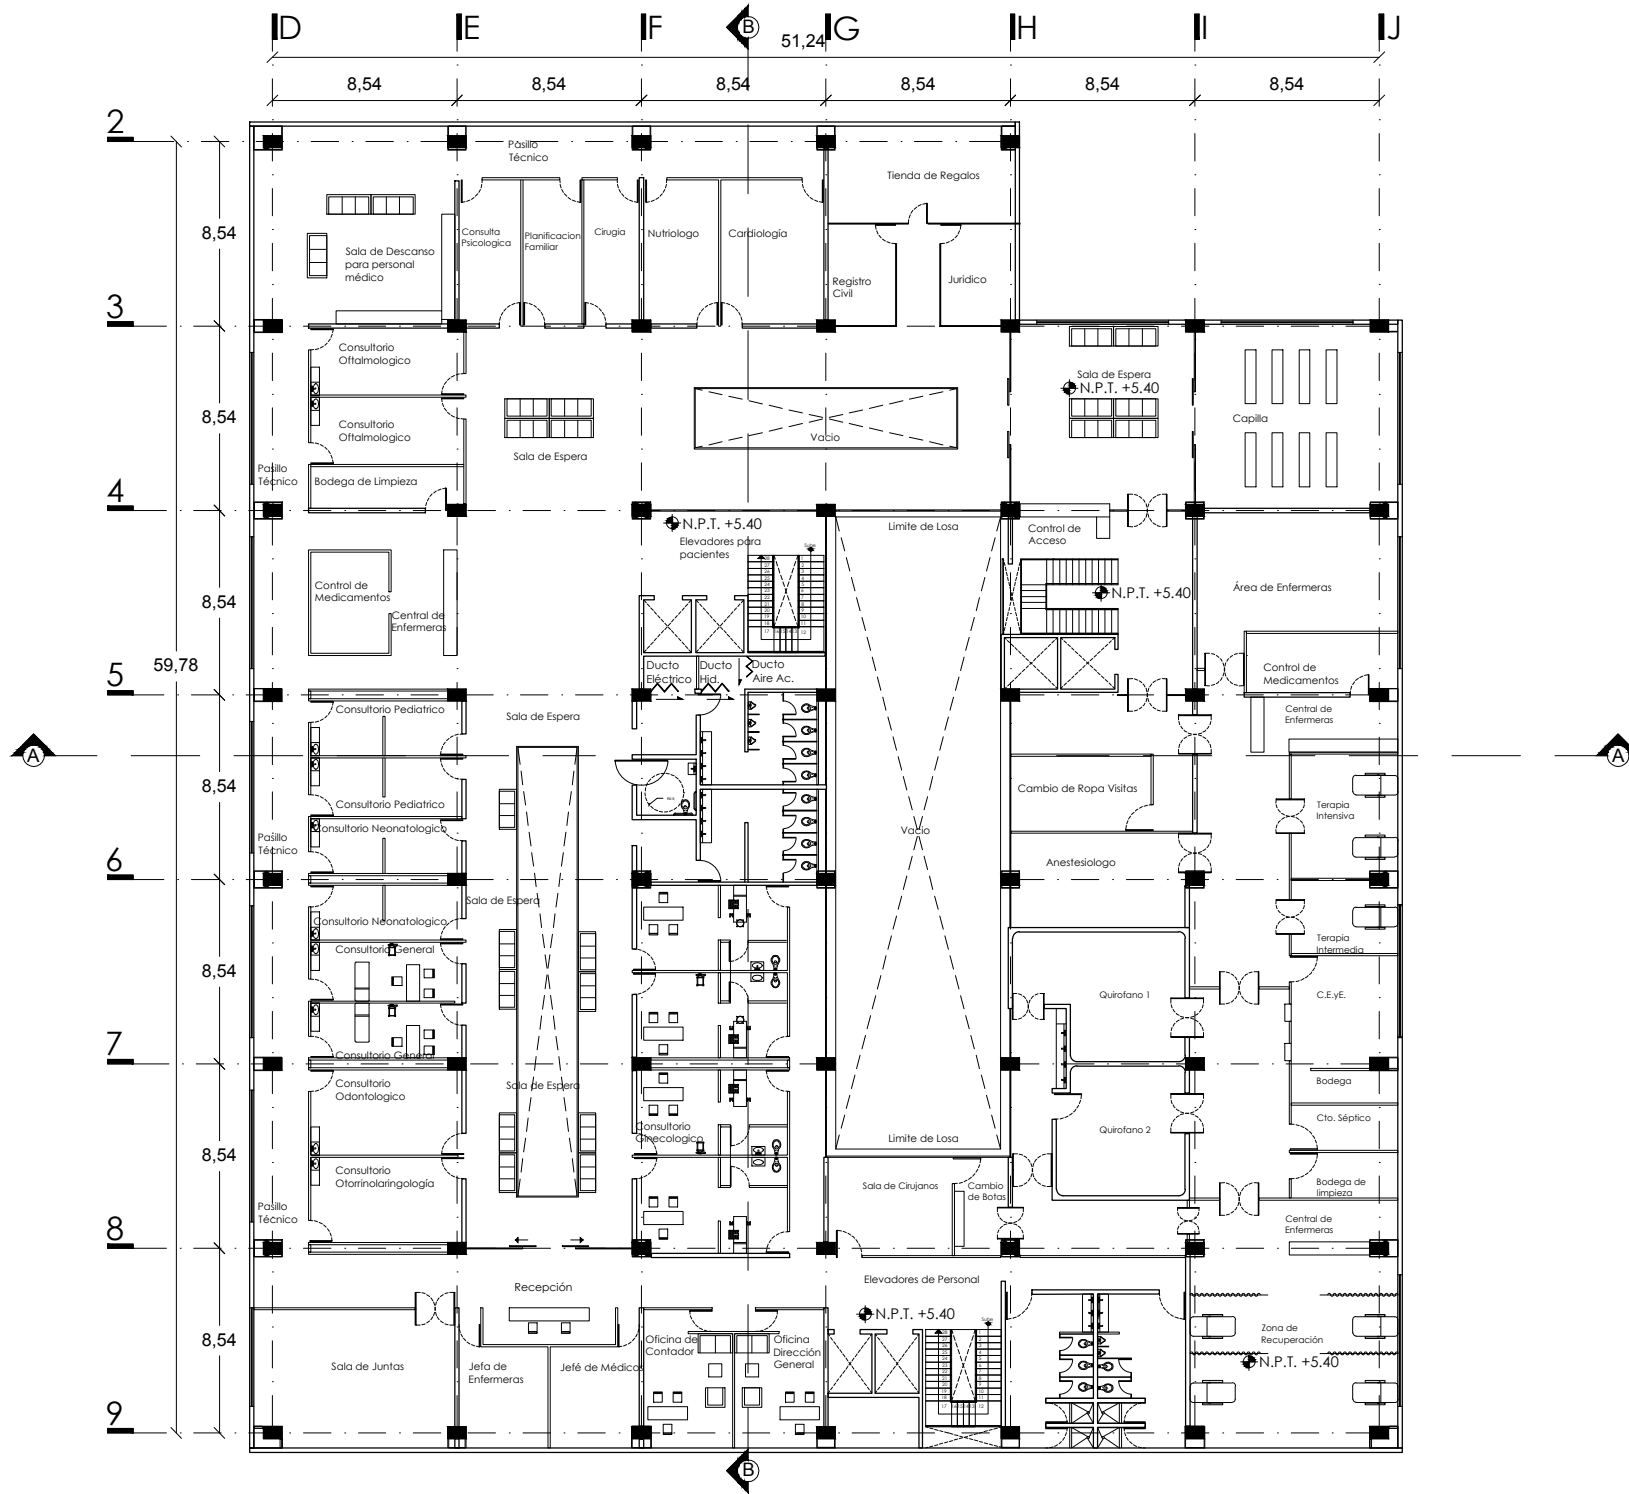 D
E
F
B
G
H
I
J
51,24
8,54
8,54
8,54
8,54
8,54
8,54
2
3
4
5
6
7
8
9
59,78
8,54
8,54
8,54
8,54
8,54
8,54
8,54
A
A
Pasillo
Técnico
Tienda de Regalos
Sala de Descanso
para personal
médico
Consulta
Psicologica
Planificacion
Familiar
Cirugia
Nutriologo
Cardiología
Registro
Civil
Juridico
Consultorio
Oftalmologico
Consultorio
Oftalmologico
Pasillo
Técnico
Bodega de Limpieza
Sala de Espera
Vacio
Sala de Espera
N.P.T. +5.40
Capilla
N.P.T. +5.40
Elevadores para
pacientes
Sube
Limite de Losa
Control de
Acceso
N.P.T. +5.40
Área de Enfermeras
Control de
Medicamentos
Central de
Enfermeras
Ducto
Eléctrico
Ducto
Hid.
Ducto
Aire Ac.
Control de
Medicamentos
Central de
Enfermeras
Consultorio Pediatrico
Sala de Espera
Consultorio Pediatrico
Consultorio Neonatologico
Pasillo
Técnico
Cambio de Ropa Visitas
Terapia
Intensiva
Vacio
Anestesiologo
Sala de Espera
Consultorio Neonatologico
Consultorio General
Terapia
Intermedia
Quirofano 1
C.E.yE.
Consultorio General
Consultorio
Odontologico
Sala de Espera
Bodega
Consultorio
Ginecologico
Limite de Losa
Quirofano 2
Cto. Séptico
Consultorio
Otorrinolaringología
Sala de Cirujanos
Cambio
de Botas
Bodega de
limpieza
Pasillo
Técnico
Central de
Enfermeras
Recepción
Elevadores de Personal
N.P.T. +5.40
Sube
Zona de
Recuperación
N.P.T. +5.40
Sala de Juntas
Jefa de
Enfermeras
Jefé de Médicos
Oficina de
Contador
Oficina
Dirección
General
B